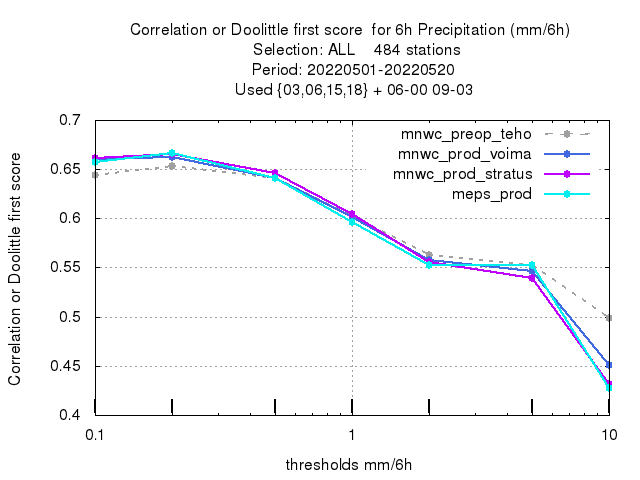 Correlation or Doolittle first score  for 6h Precipitation (mm/6h)
Selection: ALL    484 stations
Period: 20220501-20220520
Used {03,06,15,18} + 06-00 09-03
Correlation or Doolittle first score
0.7
0.65
0.6
0.55
0.5
0.45
0.4
mnwc_preop_teho
mnwc_prod_voima
mnwc_prod_stratus
meps_prod
0.1
1
10
thresholds mm/6h